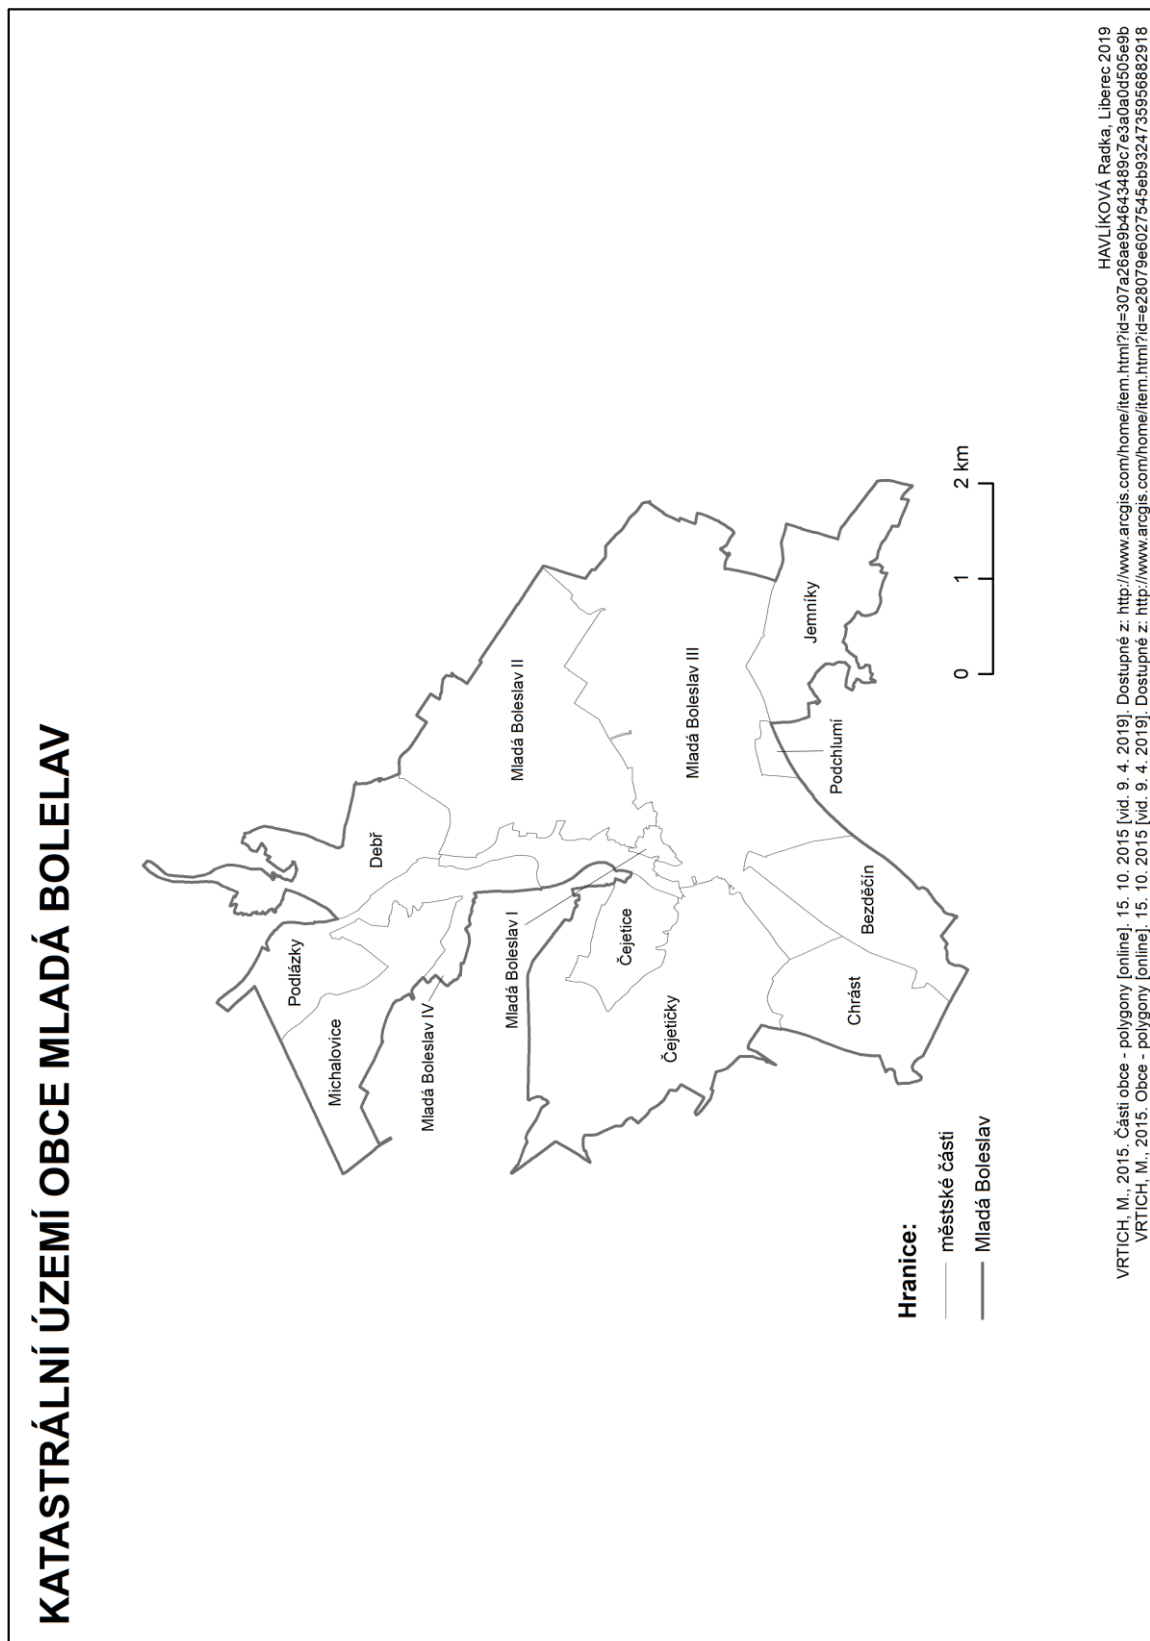 KATASTRÁLNÍ ÚZEMÍ OBCE MLADÁ BOLELAV
Podlázky
Debř
Michalovice
Mladá Boleslav IV
Mladá Boleslav II
Mladá Boleslav I
Čejetice
Čejetičky
Mladá Boleslav III
Jemníky
Podchlumí
Bezděčín
Chrást
Hranice:
městské části
Mladá Boleslav
0 1 2 km
HAVLÍKOVÁ Radka, Liberec 2019
VRTICH, M., 2015. Části obce - polygony [online]. 15. 10. 2015 [vid. 9. 4. 2019]. Dostupné z: http://www.arcgis.com/home/item.html?id=307a26ae9b4643489c7e3a0a0d505e9b
VRTICH, M., 2015. Obce - polygony [online]. 15. 10. 2015 [vid. 9. 4. 2019]. Dostupné z: http://www.arcgis.com/home/item.html?id=e28079e6027545eb9324735956882918